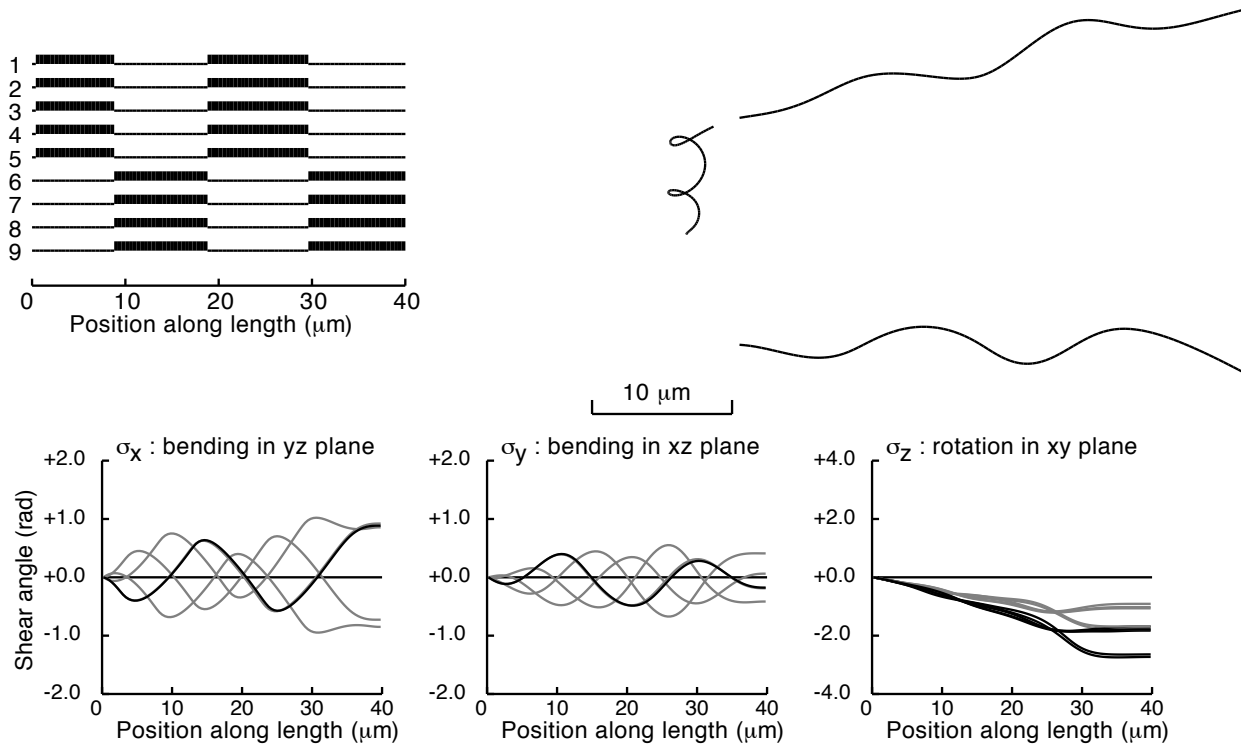 1
2
3
4
5
6
7
8
9
0 10 20 30 40
Position along length (μm)
10 μm
σx : bending in yz plane
σy : bending in xz plane
σz : rotation in xy plane
Shear angle (rad)
+2.0
+1.0
+0.0
-1.0
-2.0
0 10 20 30 40
Position along length (μm)
+2.0
+1.0
+0.0
-1.0
-2.0
0 10 20 30 40
Position along length (μm)
+4.0
+2.0
+0.0
-2.0
-4.0
0 10 20 30 40
Position along length (μm)